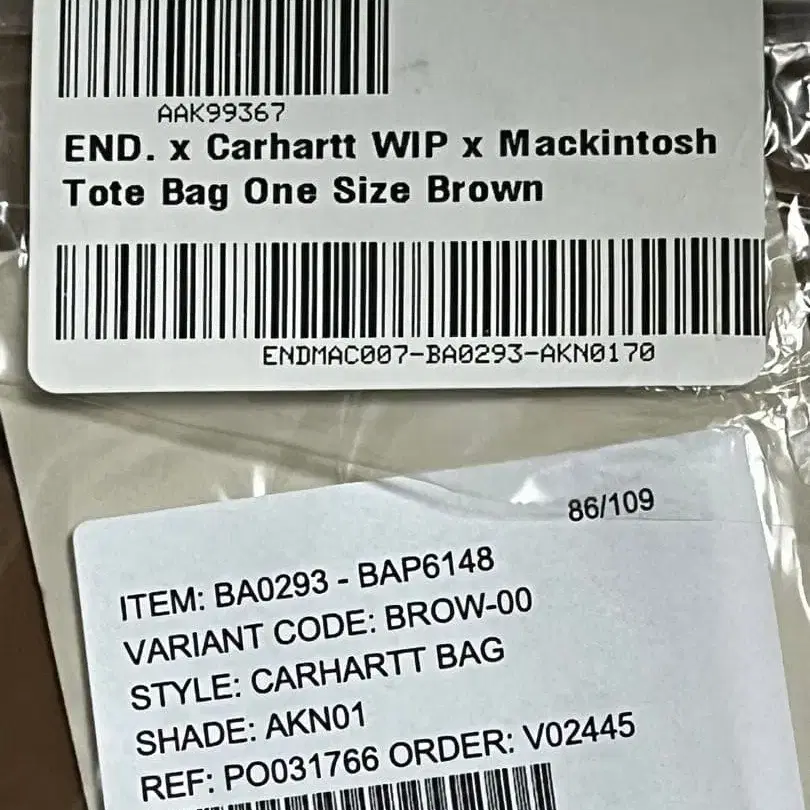 AAK99367
END. x Carhartt WIP x Mackintosh
Tote Bag One Size Brown
ENDMAC007-BA0293-AKN0170
86/109
ITEM: BA0293 - BAP6148
VARIANT CODE: BROW-00
STYLE: CARHARTT BAG
SHADE: AKN01
REF: PO031766 ORDER: V02445